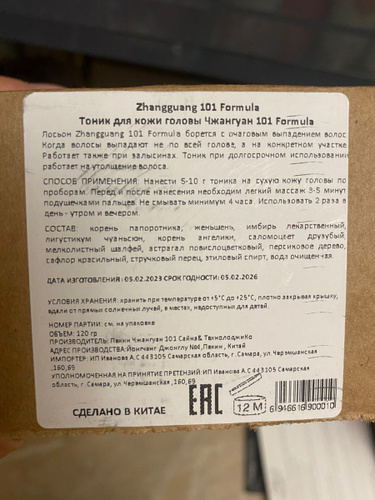 Zhangguang 101 Formula
Тоник для кожи головы Чжангуан 101 Formula
Лосьон Zhangguang 101 Formula борется с очаговым выпадением волос.
Когда волосы выпадают не по всей голове, а на конкретном участке.
Работает также при залысинах. Тоник при долгосрочном использовании
работает на утолщение волоса.
СПОСОБ ПРИМЕНЕНИЯ: Нанести 5-10 г тоника на сухую кожу головы по
проборам. Перед и после нанесения необходим легкий массаж 3-5 минут
подушечками пальцев. Не смывать минимум 4 часа. Использовать 2 раза в
день - утром и вечером.
СОСТАВ: корень папоротника, женьшень, имбирь лекарственный,
лигустикум чуаньсюн, корень ангелики, саломоцвет друзубый,
мелколистный шалфей, астрагал повислоцветковый, персиковое дерево,
сафлор красильный, стручковый перец, этиловый спирт, вода очищенная.
ДАТА ИЗГОТОВЛЕНИЯ: 05.02.2023 СРОК ГОДНОСТИ: 05.02.2026
УСЛОВИЯ ХРАНЕНИЯ: хранить при температуре от +5°C до +25°C, плотно закрывая крышку,
вдали от прямых солнечных лучей, в местах, недоступных для детей.
НОМЕР ПАРТИИ: см. на упаковке
ОБЪЕМ: 120 гр
ПРОИЗВОДИТЕЛЬ: Пекин Чжангуан 101 Сайнс& ТекнолоджиКо
АДРЕС ПРОИЗВОДСТВА: Йончанг Джонглу №4, Пекин, Китай
ИМПОРТЕР: ИП Иванова А.С 443105 Самарская область, г. Самара, ул. Черемшанская
,160,69
УПОЛНОМОЧЕННАЯ НА ПРИНЯТИЕ ПРЕТЕНЗИЙ: ИП Иванова А.С 443105 Самарская
область, г. Самара, ул. Черемшанская ,160,69
СДЕЛАНО В КИТАЕ
EAC
12 M
6 946616 900010